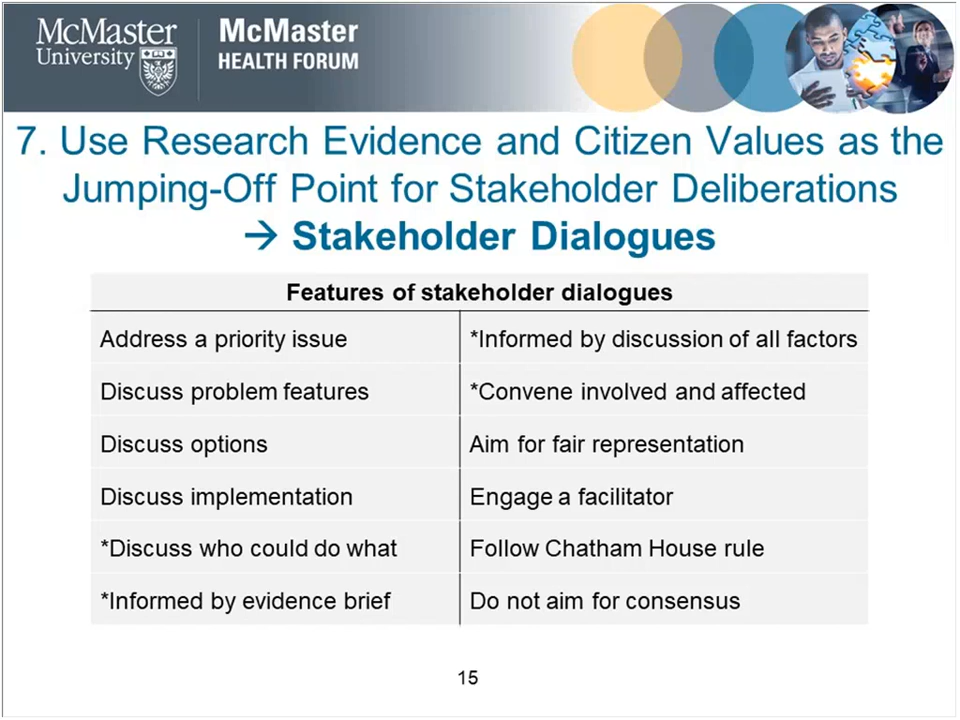 McMaster
University
McMaster
HEALTH FORUM
7. Use Research Evidence and Citizen Values as the
Jumping-Off Point for Stakeholder Deliberations
→ Stakeholder Dialogues
Features of stakeholder dialogues
Address a priority issue
*Informed by discussion of all factors
Discuss problem features
*Convene involved and affected
Discuss options
Aim for fair representation
Discuss implementation
Engage a facilitator
*Discuss who could do what
Follow Chatham House rule
*Informed by evidence brief
Do not aim for consensus
15